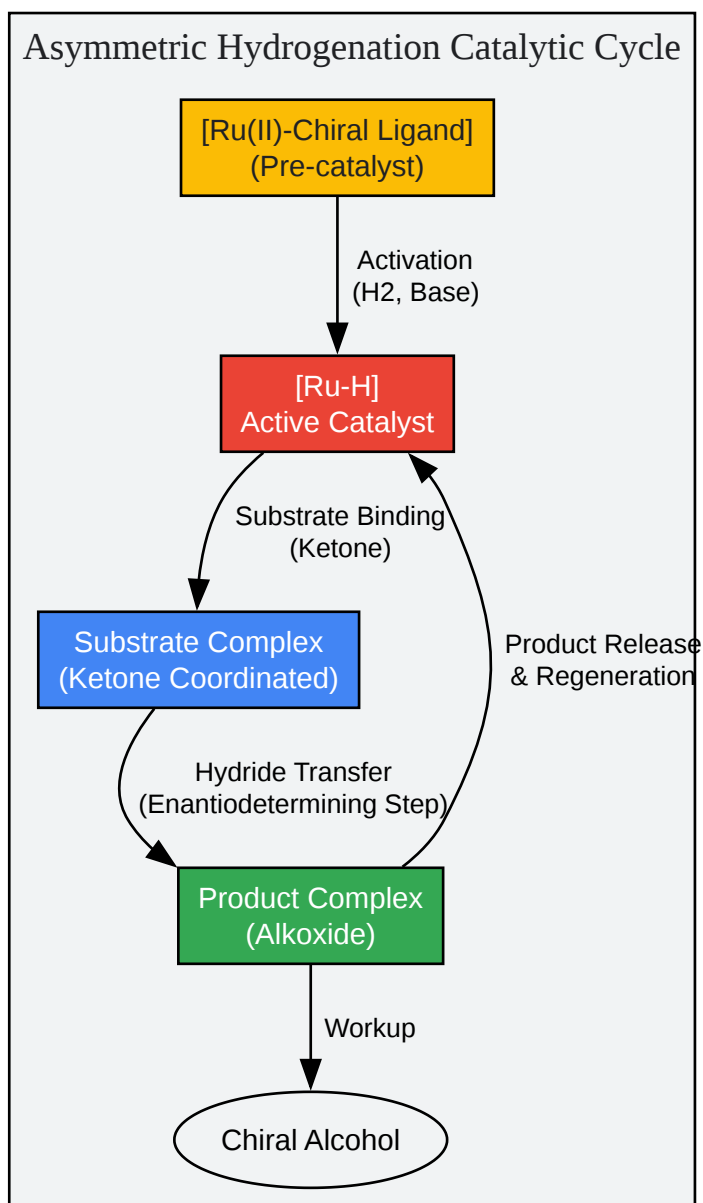 Asymmetric Hydrogenation Catalytic Cycle
[Ru(II)-Chiral Ligand]
(Pre-catalyst)
Activation
(H2, Base)
[Ru-H]
Active Catalyst
Substrate Binding
(Ketone)
Substrate Complex
(Ketone Coordinated)
Product Release
& Regeneration
Hydride Transfer
(Enantiodetermining Step)
Product Complex
(Alkoxide)
Workup
Chiral Alcohol